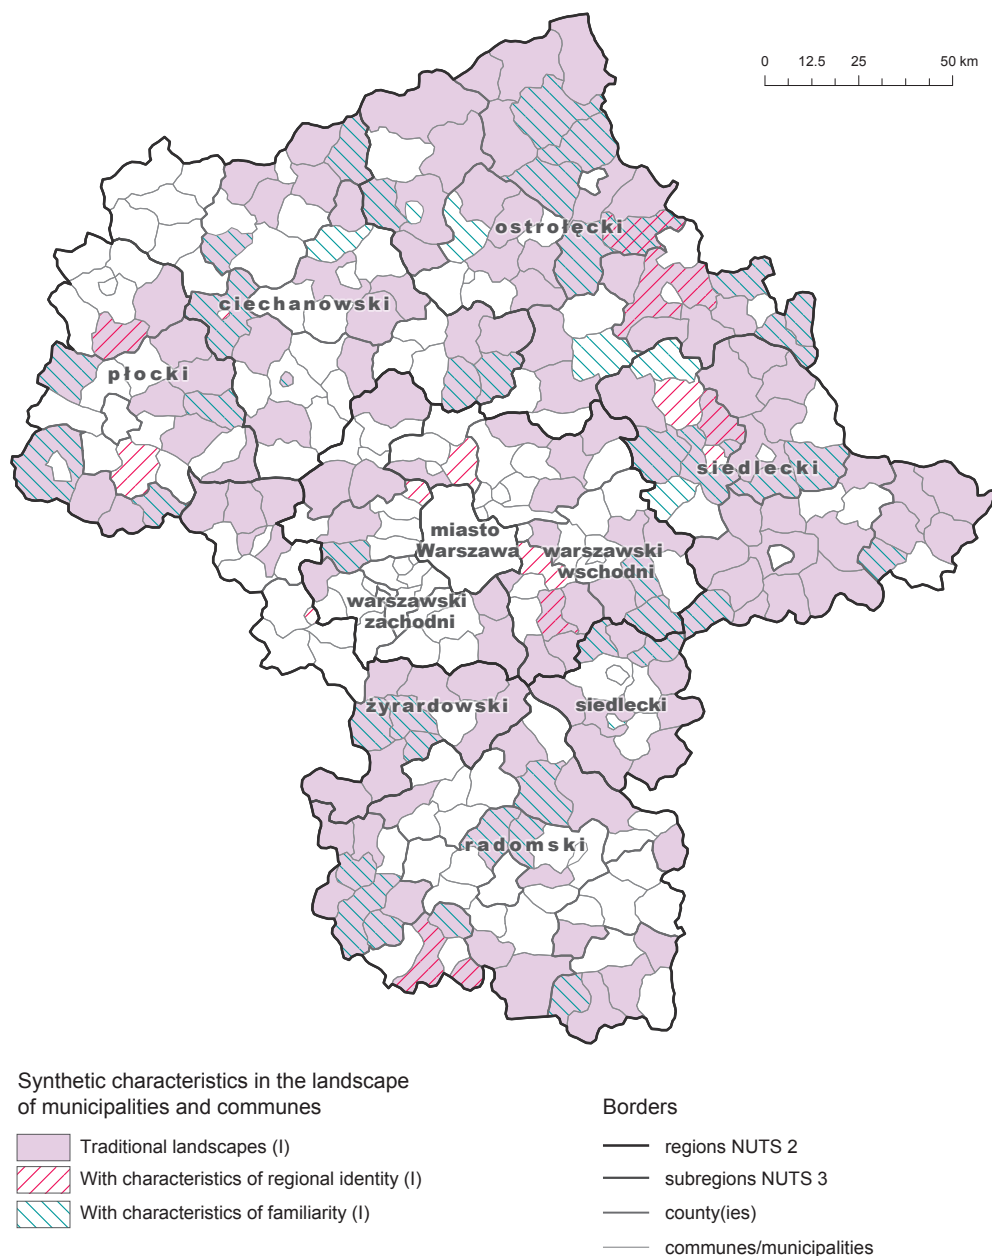 0 12.5 25 50 km
ostrołęcki
ciechanowski
płocki
siedlecki
miasto
Warszawa
warszawski
wschodni
warszawski
zachodni
żyrardowski
siedlecki
radomski
Synthetic characteristics in the landscape
of municipalities and communes
Traditional landscapes (I)
With characteristics of regional identity (I)
With characteristics of familiarity (I)
Borders
regions NUTS 2
subregions NUTS 3
county(ies)
communes/municipalities